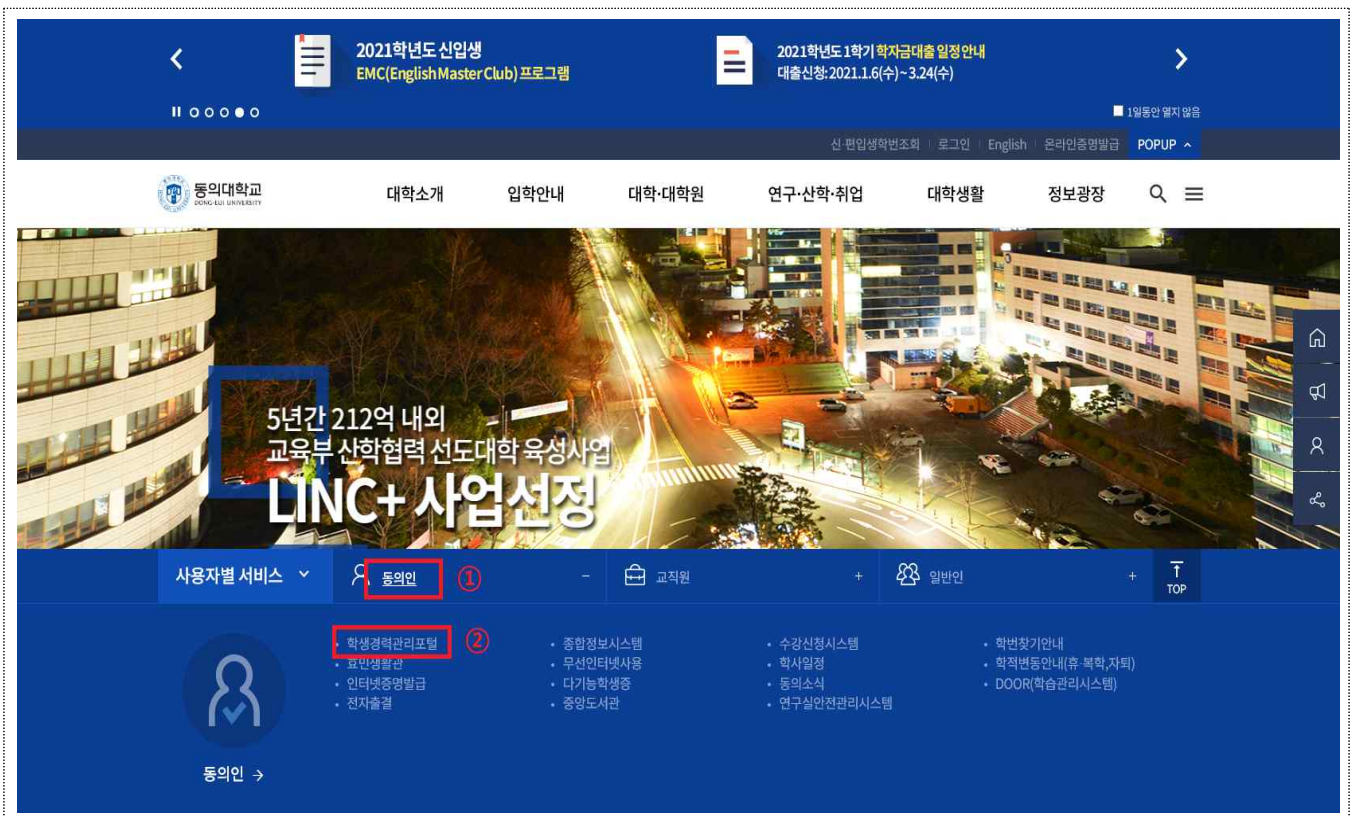 2021학년도 신입생
EMC(English Master Club) 프로그램
2021학년도 1학기 학자금대출 일정 안내
대출신청: 2021.1.6(수) ~ 3.24(수)
1일동안 열지 않음
신·편입생학번조회 로그인 English 온라인증명발급 POPUP
동의대학교
DONG-EUI UNIVERSITY
대학소개 입학안내 대학·대학원 연구·산학·취업 대학생활 정보광장
5년간 212억 내외
교육부 산학협력 선도대학 육성사업
LINC+ 사업선정
사용자별 서비스 동의인 ① - 교직원 + 일반인 + TOP
• 학생경력관리포털 ② • 종합정보시스템 • 수강신청시스템 • 학번찾기안내
• 효민생활관 • 무선인터넷사용 • 학사일정 • 학적변동안내(휴·복학,자퇴)
• 인터넷증명발급 • 다기능학생증 • 동의소식 • DOOR(학습관리시스템)
• 전자출결 • 중앙도서관 • 연구실안전관리시스템
동의인 →